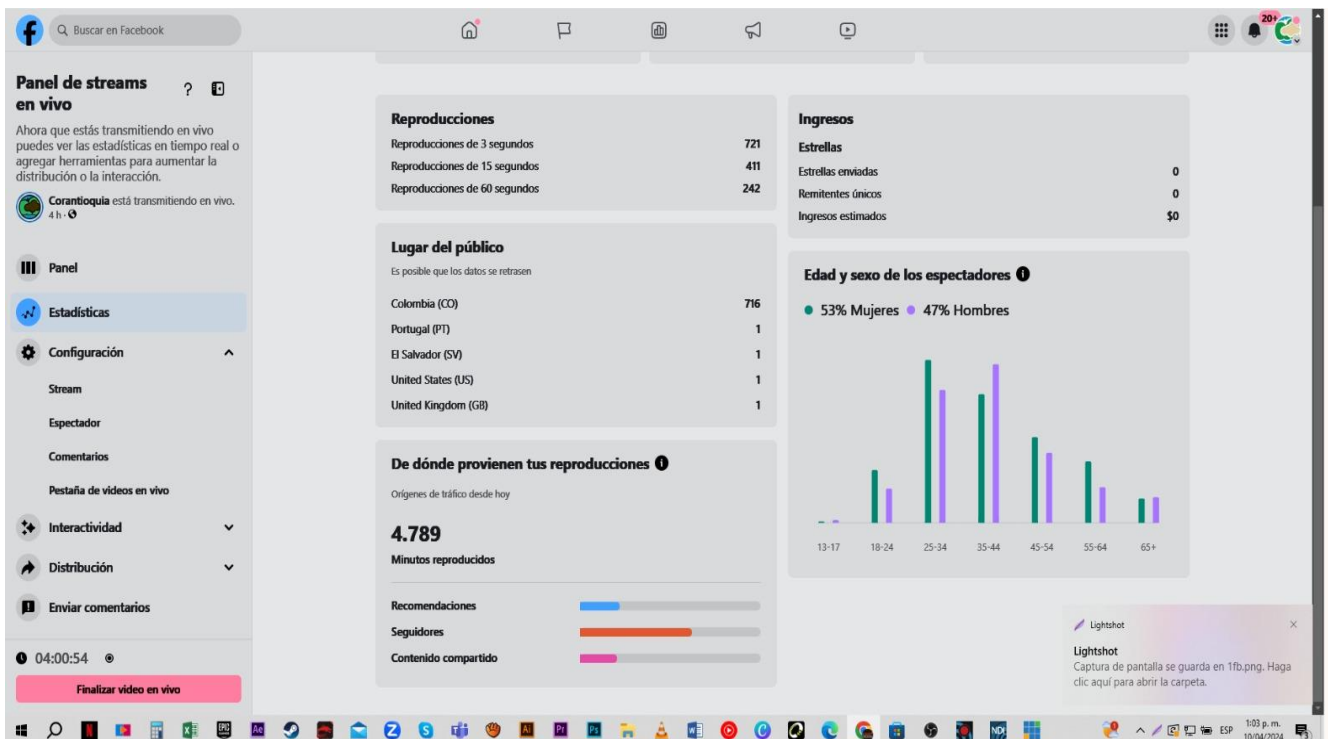 Buscar en Facebook
20+
Panel de streams
en vivo
?
Ahora que estás transmitiendo en vivo
puedes ver las estadísticas en tiempo real o
agregar herramientas para aumentar la
distribución o la interacción.
Corantioquia está transmitiendo en vivo.
4 h ·
Panel
Estadísticas
Configuración
Stream
Espectador
Comentarios
Pestaña de videos en vivo
Interactividad
Distribución
Enviar comentarios
04:00:54
Finalizar video en vivo
Reproducciones
Reproducciones de 3 segundos 721
Reproducciones de 15 segundos 411
Reproducciones de 60 segundos 242
Lugar del público
Es posible que los datos se retrasen
Colombia (CO) 716
Portugal (PT) 1
El Salvador (SV) 1
United States (US) 1
United Kingdom (GB) 1
De dónde provienen tus reproducciones
Orígenes de tráfico desde hoy
4.789
Minutos reproducidos
Recomendaciones
Seguidores
Contenido compartido
Ingresos
Estrellas
Estrellas enviadas 0
Remitentes únicos 0
Ingresos estimados $0
Edad y sexo de los espectadores
53% Mujeres 47% Hombres
13-17 18-24 25-34 35-44 45-54 55-64 65+
Lightshot
Lightshot
Captura de pantalla se guarda en 1fb.png. Haga
clic aquí para abrir la carpeta.
ESP
1:03 p. m.
10/04/2024